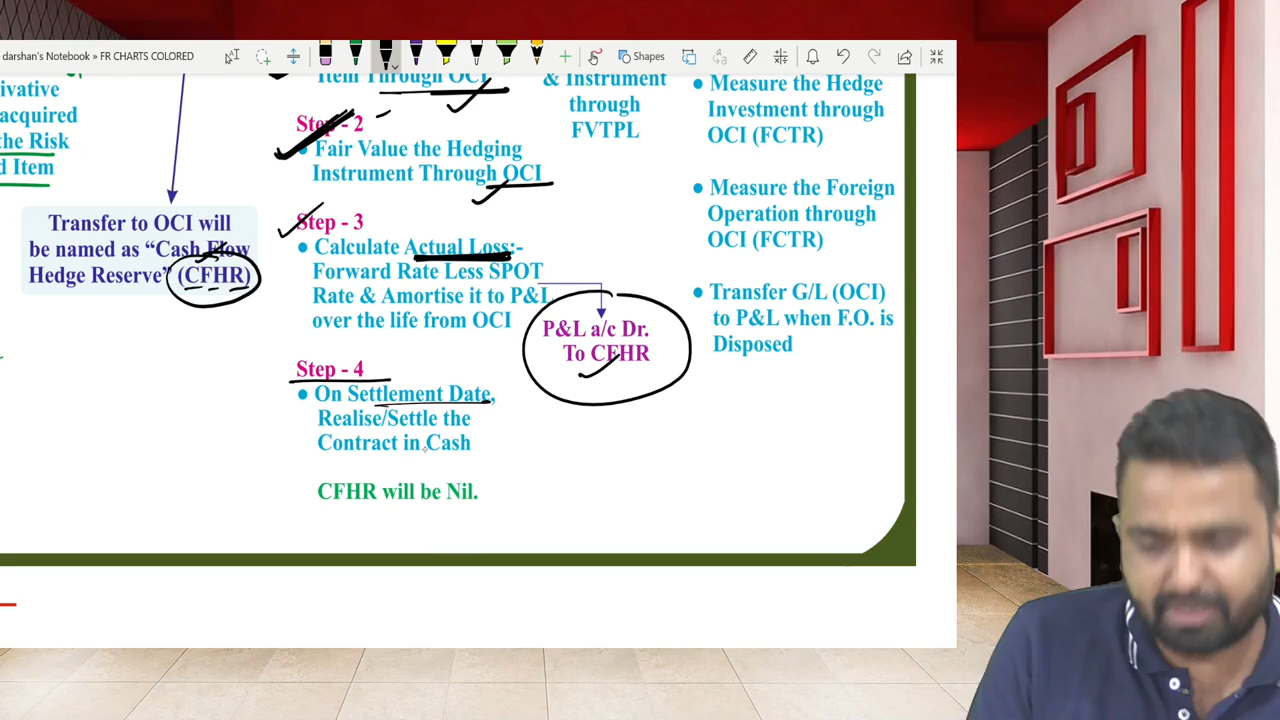 darshan's Notebook » FR CHARTS COLORED
Shapes
ivative
acquired
the Risk
d Item
Transfer to OCI will
be named as “Cash Flow
Hedge Reserve” (CFHR)
Item Through OCI
Step - 2
● Fair Value the Hedging
Instrument Through OCI
Step - 3
● Calculate Actual Loss:-
Forward Rate Less SPOT
Rate & Amortise it to P&L
over the life from OCI
P&L a/c Dr.
To CFHR
Step - 4
● On Settlement Date,
Realise/Settle the
Contract in Cash
CFHR will be Nil.
& Instrument
through
FVTPL
● Measure the Hedge
Investment through
OCI (FCTR)
● Measure the Foreign
Operation through
OCI (FCTR)
● Transfer G/L (OCI)
to P&L when F.O. is
Disposed